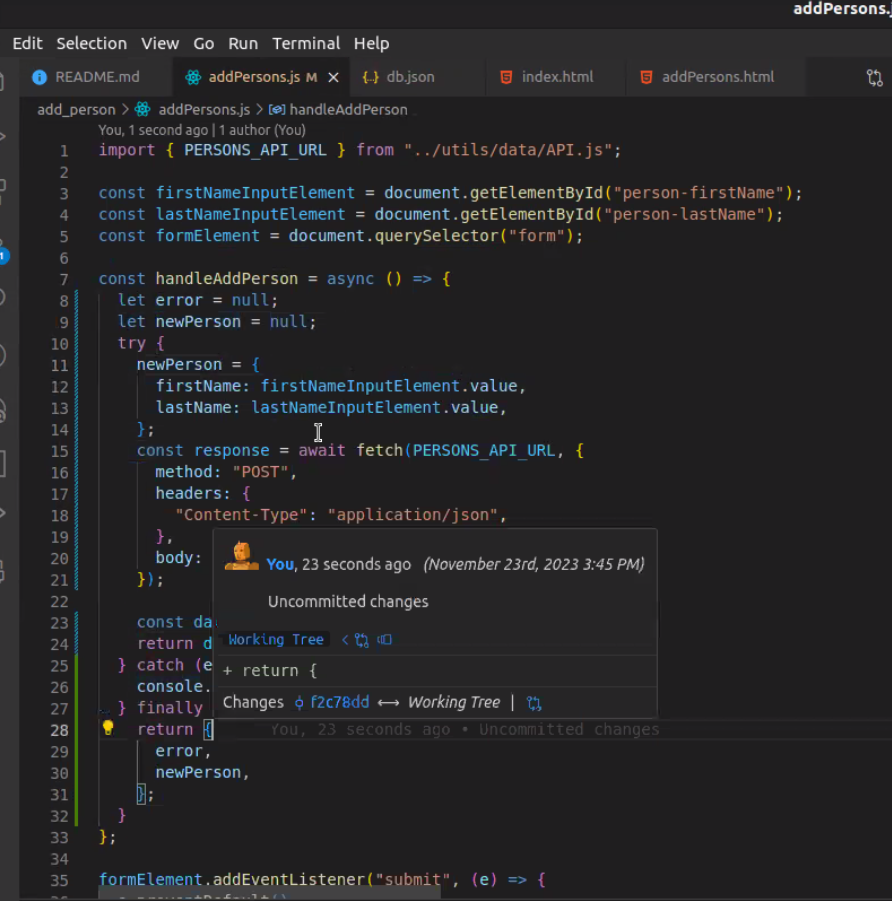 addPersons.j
Edit Selection View Go Run Terminal Help
README.md addPersons.js M db.json index.html addPersons.html
add_person > addPersons.js > handleAddPerson
You, 1 second ago | 1 author (You)
1 import { PERSONS_API_URL } from "../utils/data/API.js";
2
3 const firstNameInputElement = document.getElementById("person-firstName");
4 const lastNameInputElement = document.getElementById("person-lastName");
5 const formElement = document.querySelector("form");
6
7 const handleAddPerson = async () => {
8 let error = null;
9 let newPerson = null;
10 try {
11 newPerson = {
12 firstName: firstNameInputElement.value,
13 lastName: lastNameInputElement.value,
14 };
15 const response = await fetch(PERSONS_API_URL, {
16 method: "POST",
17 headers: {
18 "Content-Type": "application/json",
19 },
20 body:
21 });
22
23 const da
24 return d
25 } catch (e
26 console.
27 } finally
You, 23 seconds ago (November 23rd, 2023 3:45 PM)
Uncommitted changes
Working Tree
+ return {
Changes f2c78dd ⟷ Working Tree |
28 return { You, 23 seconds ago • Uncommitted changes
29 error,
30 newPerson,
31 };
32 }
33 };
34
35 formElement.addEventListener("submit", (e) => {